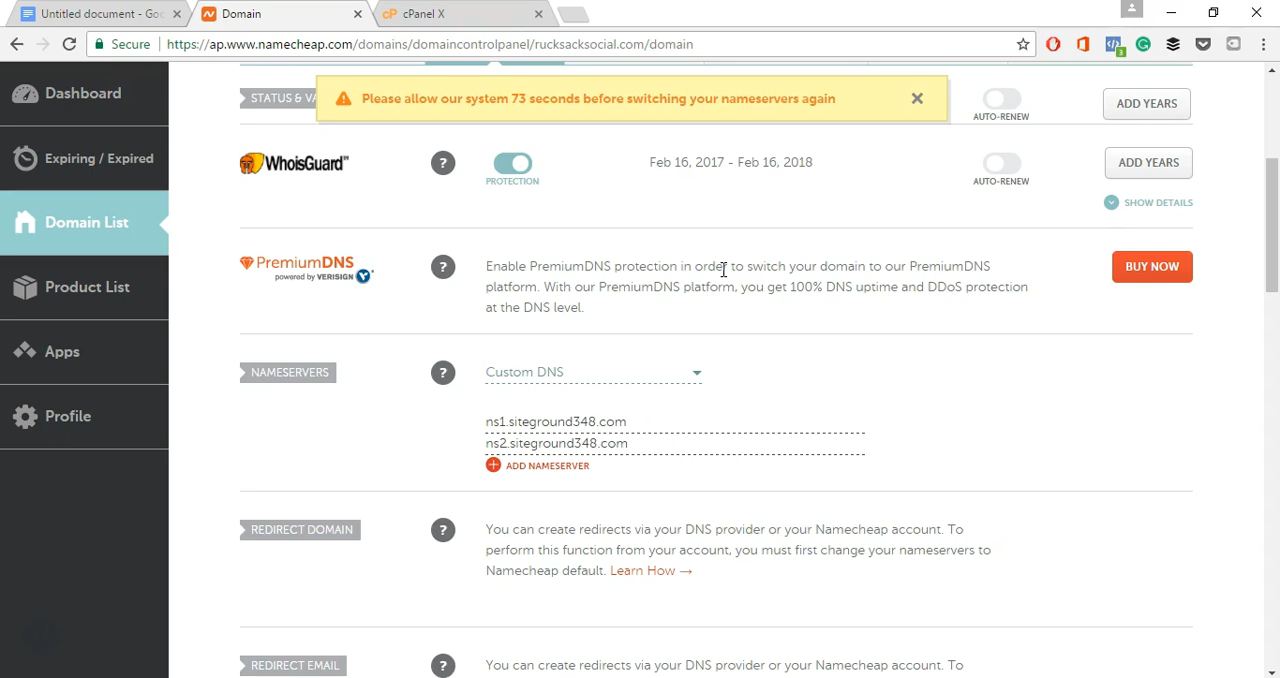 Untitled document - Goo
Domain
cPanel X
Secure
https://ap.www.namecheap.com/domains/domaincontrolpanel/rucksacksocial.com/domain
Dashboard
Expiring / Expired
Domain List
Product List
Apps
Profile
STATUS & VA
Please allow our system 73 seconds before switching your nameservers again
AUTO-RENEW
ADD YEARS
WhoisGuard
?
PROTECTION
Feb 16, 2017 - Feb 16, 2018
AUTO-RENEW
ADD YEARS
SHOW DETAILS
PremiumDNS
powered by VERISIGN
?
Enable PremiumDNS protection in order to switch your domain to our PremiumDNS
platform. With our PremiumDNS platform, you get 100% DNS uptime and DDoS protection
at the DNS level.
BUY NOW
NAMESERVERS
?
Custom DNS
ns1.siteground348.com
ns2.siteground348.com
ADD NAMESERVER
REDIRECT DOMAIN
?
You can create redirects via your DNS provider or your Namecheap account. To
perform this function from your account, you must first change your nameservers to
Namecheap default. Learn How →
REDIRECT EMAIL
?
You can create redirects via your DNS provider or your Namecheap account. To